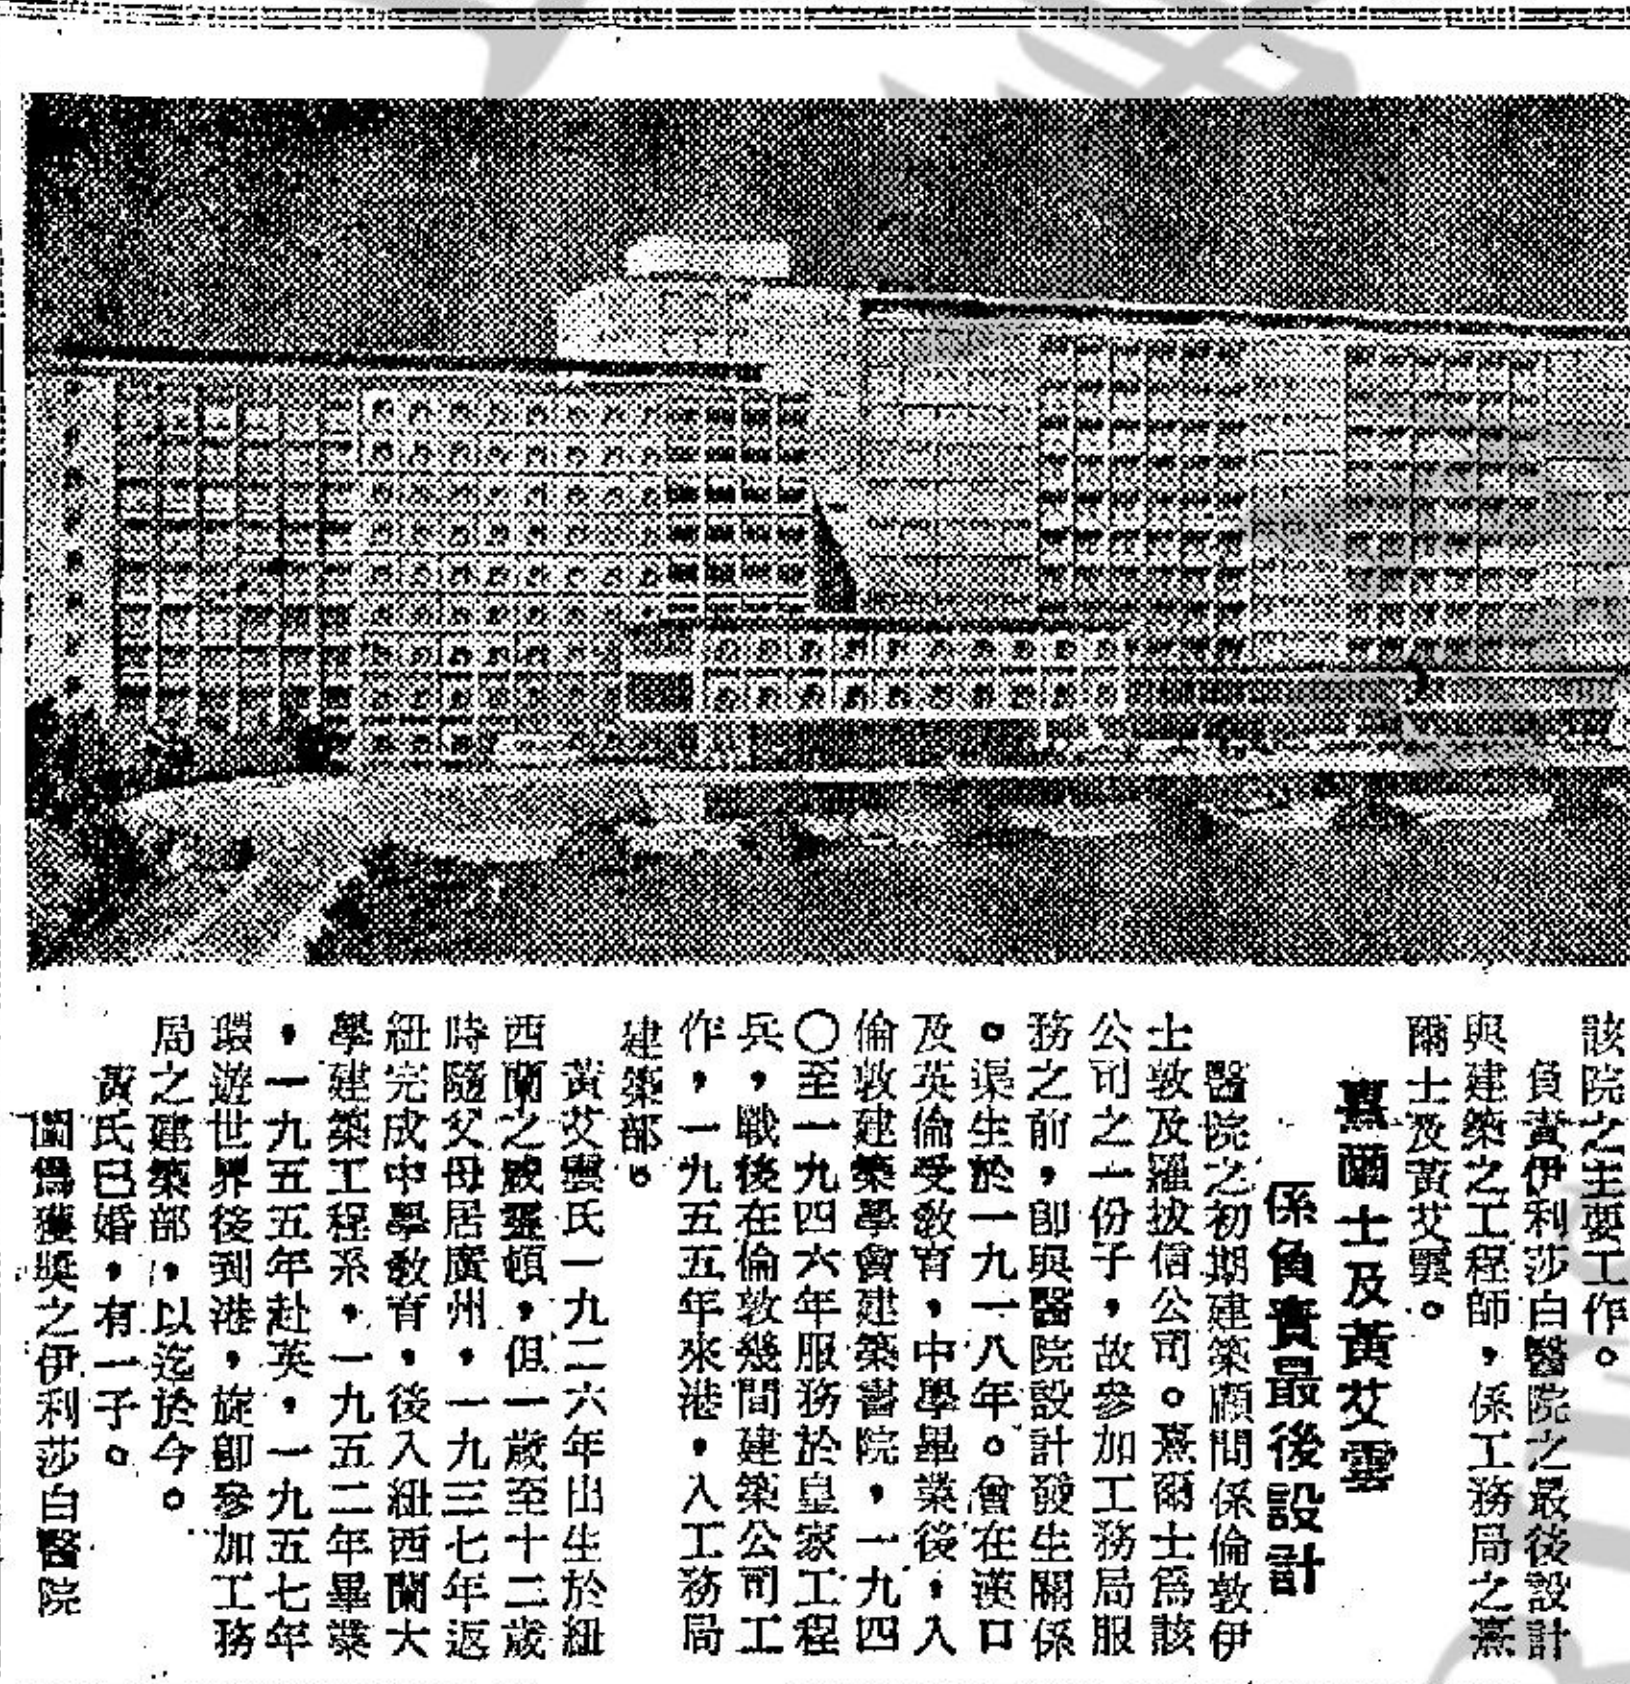 該院之主要工作。
負責伊利莎白醫院之最後設計
與建築之工程師，係工務局之熹
爾士及黃艾雲。
熹爾士及黃艾雲
係負責最後設計
醫院之初期建築顧問係倫敦伊
士敦及羅拔信公司。熹爾士爲該
公司之一份子，故參加工務局服
務之前，卽與醫院設計發生關係
。渠生於一九一八年。曾在漢口
及英倫受敎育，中學畢業後，入
倫敦建築學會建築書院，一九四
〇至一九四六年服務於皇家工程
兵，戰後在倫敦幾間建築公司工
作，一九五五年來港，入工務局
建築部。
黃艾雲氏一九二六年出生於紐
西蘭之威靈頓，但一歲至十二歲
時隨父母居廣州，一九三七年返
紐完成中學敎育，後入紐西蘭大
學建築工程系，一九五二年畢業
，一九五五年赴英，一九五七年
環遊世界後到港，旋卽參加工務
局之建築部，以迄於今。
黃氏已婚，有一子。
圖爲獲獎之伊利莎白醫院